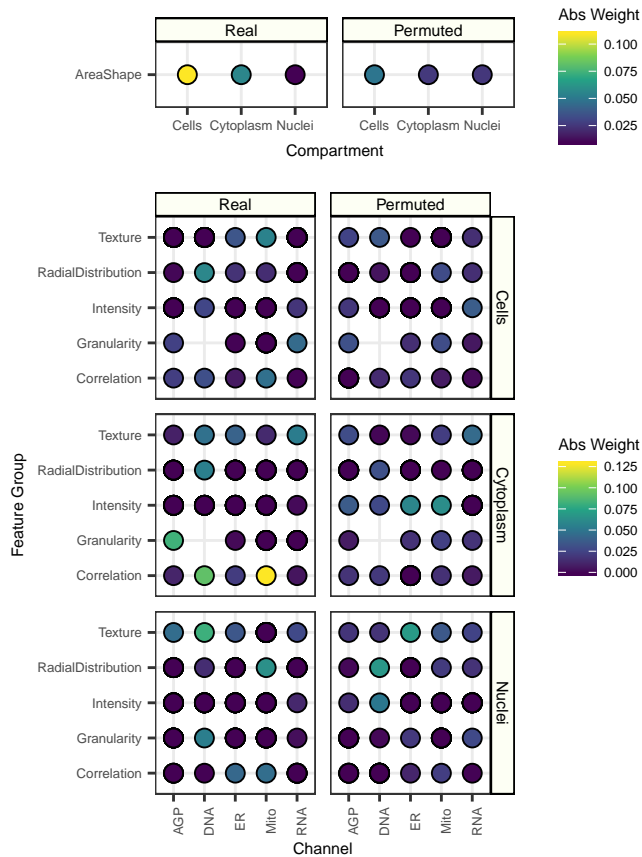 Real Permuted
AreaShape
Cells Cytoplasm Nuclei Cells Cytoplasm Nuclei
Compartment
Abs Weight
0.100
0.075
0.050
0.025
Real Permuted
Texture
RadialDistribution
Intensity
Granularity
Correlation
Cells
Texture
RadialDistribution
Intensity
Granularity
Correlation
Cytoplasm
Texture
RadialDistribution
Intensity
Granularity
Correlation
Nuclei
Feature Group
AGP DNA ER Mito RNA AGP DNA ER Mito RNA
Channel
Abs Weight
0.125
0.100
0.075
0.050
0.025
0.000